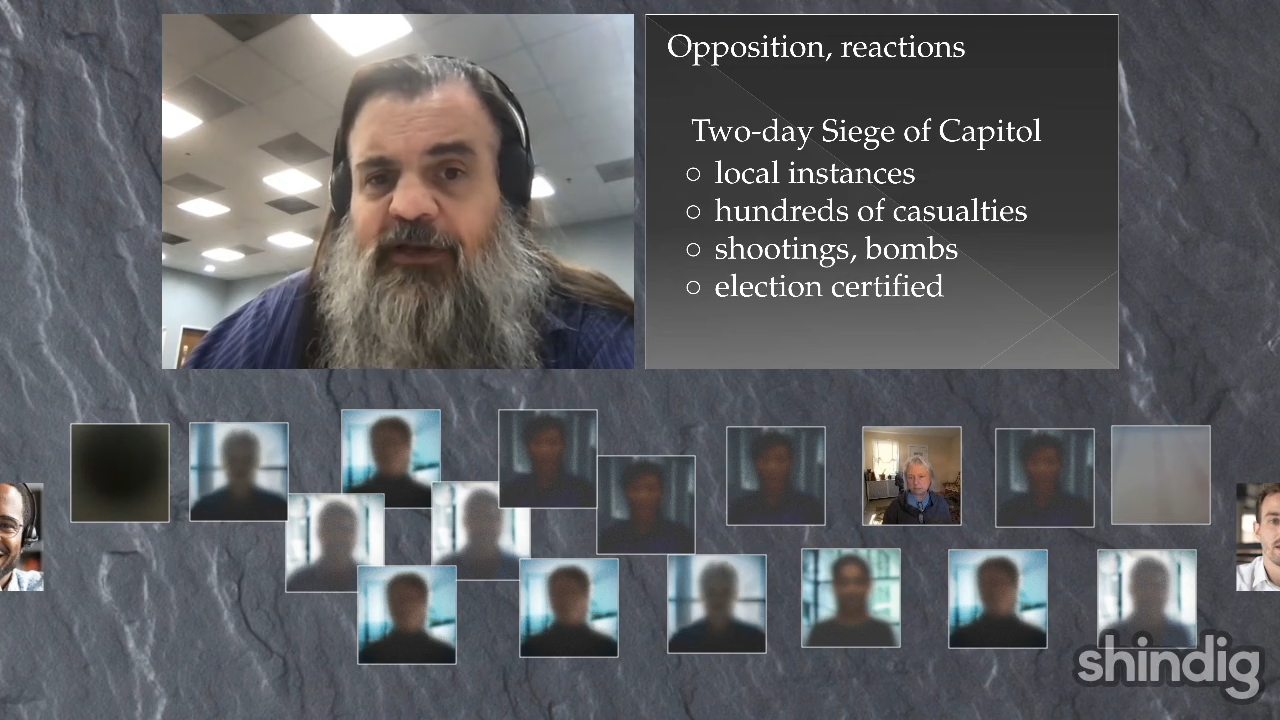 Opposition, reactions
Two-day Siege of Capitol
○ local instances
○ hundreds of casualties
○ shootings, bombs
○ election certified
shindig